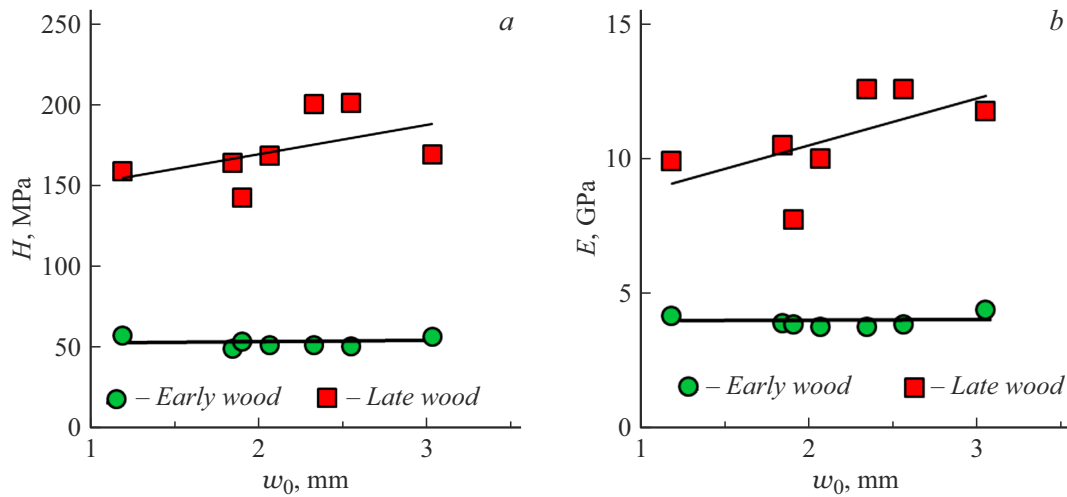 a
250
200
150
100
50
0
H, MPa
– Early wood – Late wood
1 2 3
w₀, mm
b
15
10
5
0
E, GPa
– Early wood – Late wood
1 2 3
w₀, mm